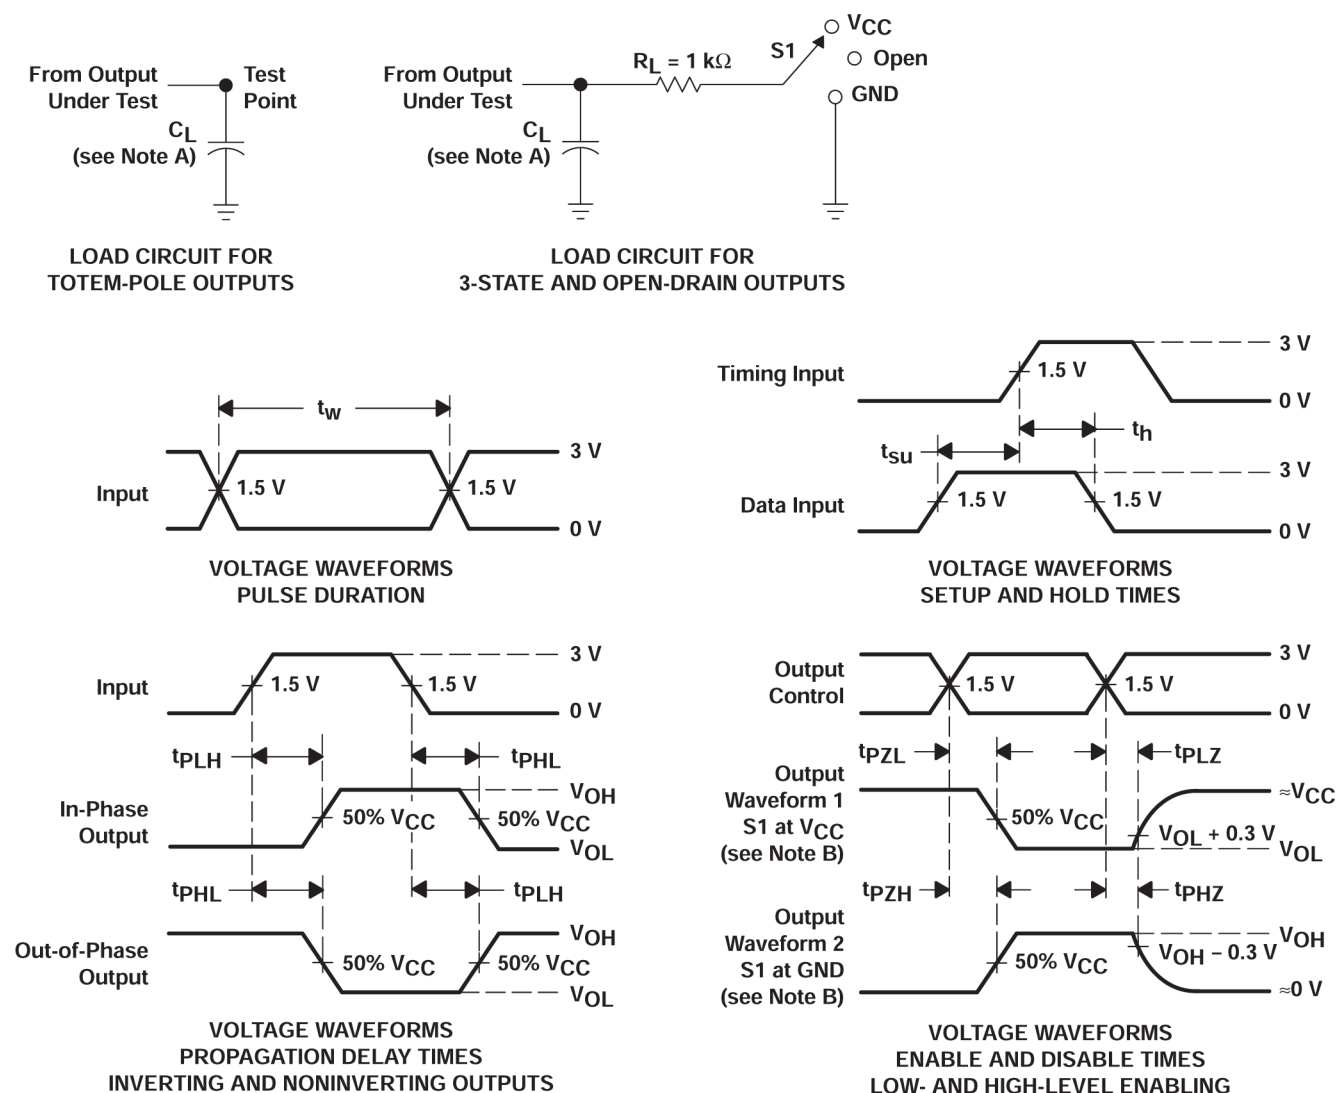 From Output
Under Test
Test
Point
CL
(see Note A)
LOAD CIRCUIT FOR
TOTEM-POLE OUTPUTS
From Output
Under Test
RL = 1 kΩ
S1
VCC
Open
GND
CL
(see Note A)
LOAD CIRCUIT FOR
3-STATE AND OPEN-DRAIN OUTPUTS
tw
Input
1.5 V
1.5 V
3 V
0 V
VOLTAGE WAVEFORMS
PULSE DURATION
Timing Input
1.5 V
3 V
0 V
tsu
th
Data Input
1.5 V
1.5 V
3 V
0 V
VOLTAGE WAVEFORMS
SETUP AND HOLD TIMES
Input
1.5 V
1.5 V
3 V
0 V
tPLH
tPHL
In-Phase
Output
50% VCC
50% VCC
VOH
VOL
tPHL
tPLH
Out-of-Phase
Output
50% VCC
50% VCC
VOH
VOL
VOLTAGE WAVEFORMS
PROPAGATION DELAY TIMES
INVERTING AND NONINVERTING OUTPUTS
Output
Control
1.5 V
1.5 V
3 V
0 V
tPZL
tPLZ
Output
Waveform 1
S1 at VCC
(see Note B)
50% VCC
VOL + 0.3 V
≈VCC
VOL
tPZH
tPHZ
Output
Waveform 2
S1 at GND
(see Note B)
50% VCC
VOH − 0.3 V
VOH
≈0 V
VOLTAGE WAVEFORMS
ENABLE AND DISABLE TIMES
LOW- AND HIGH-LEVEL ENABLING